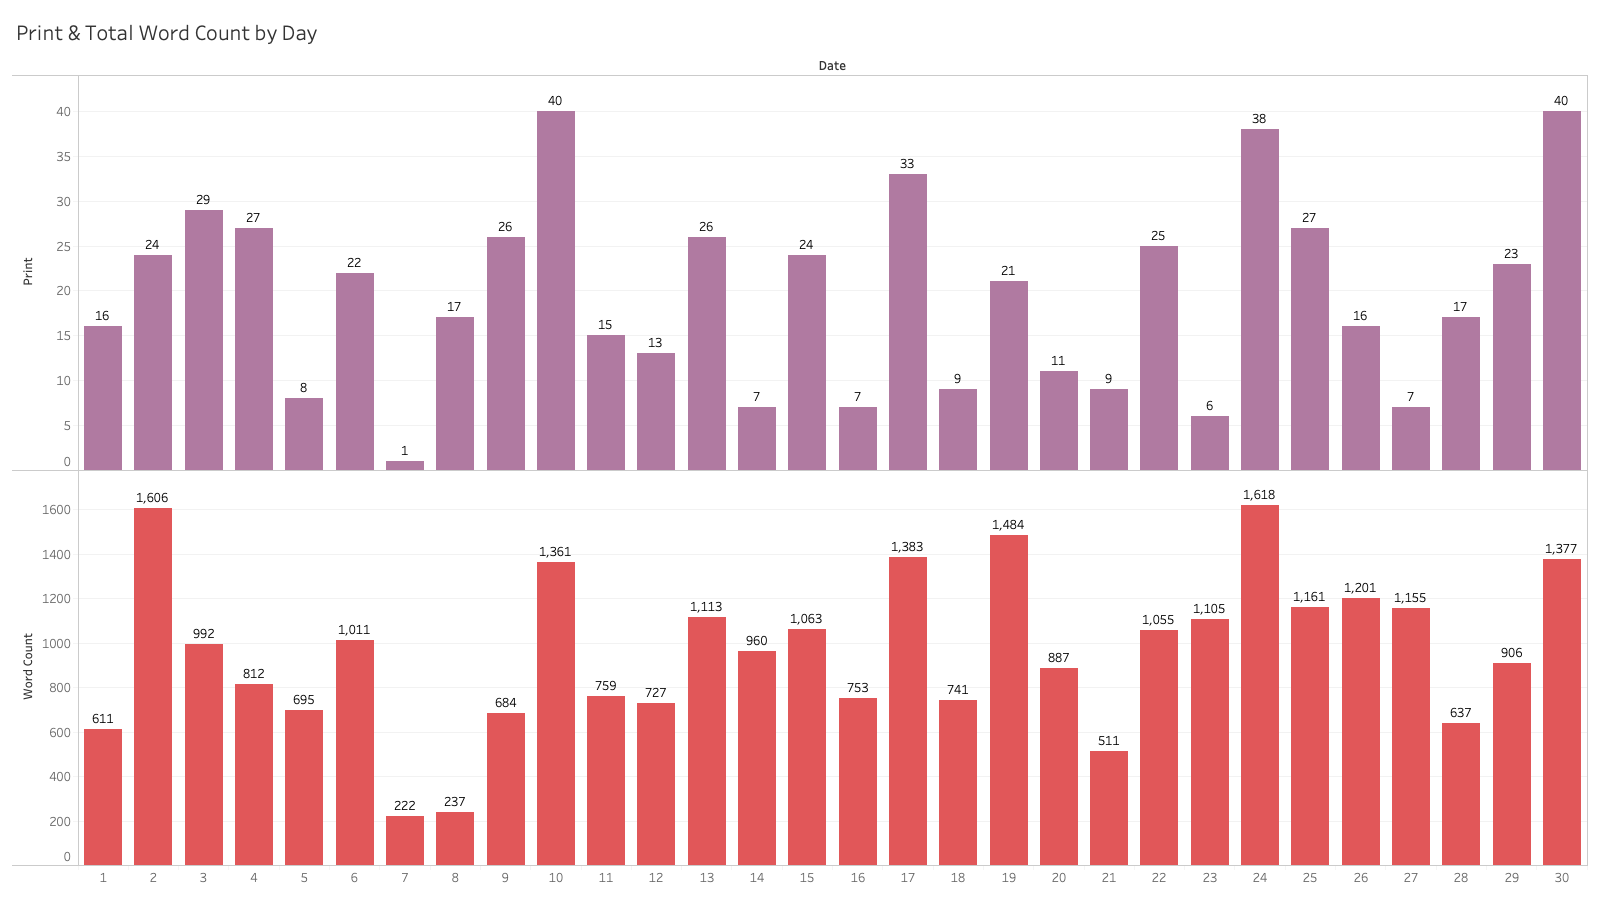 Print & Total Word Count by Day
Date
40
35
30
25
20
15
10
5
0
Print
16 24 29 27 8 22 1 17 26 40 15 13 26 7 24 7 33 9 21 11 9 25 6 38 27 16 7 17 23 40
1600
1400
1200
1000
800
600
400
200
0
Word Count
611 1,606 992 812 695 1,011 222 237 684 1,361 759 727 1,113 960 1,063 753 1,383 741 1,484 887 511 1,055 1,105 1,618 1,161 1,201 1,155 637 906 1,377
1 2 3 4 5 6 7 8 9 10 11 12 13 14 15 16 17 18 19 20 21 22 23 24 25 26 27 28 29 30